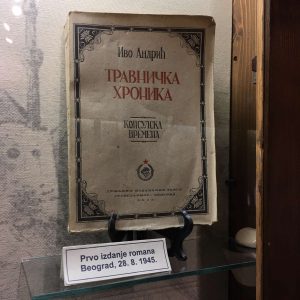 Иво Андрић
ТРАВНИЧКА
ХРОНИКА
КОНСУЛСКА
ВРЕМЕНА
Prvo izdanje romana
Beograd, 28. 8. 1945.